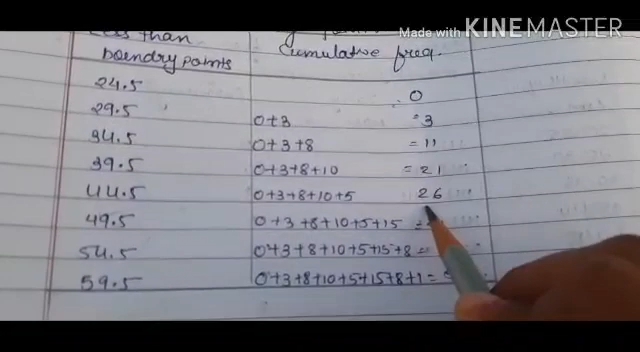 Made with KINEMASTER
Less than
boendry points Cumulative freq.
24.5 0
29.5 0+3 =3
34.5 0+3+8 =11
39.5 0+3+8+10 =21
44.5 0+3+8+10+5 26
49.5 0+3+8+10+5+15 =
54.5 0+3+8+10+5+15+8=
59.5 0+3+8+10+5+15+8+1=